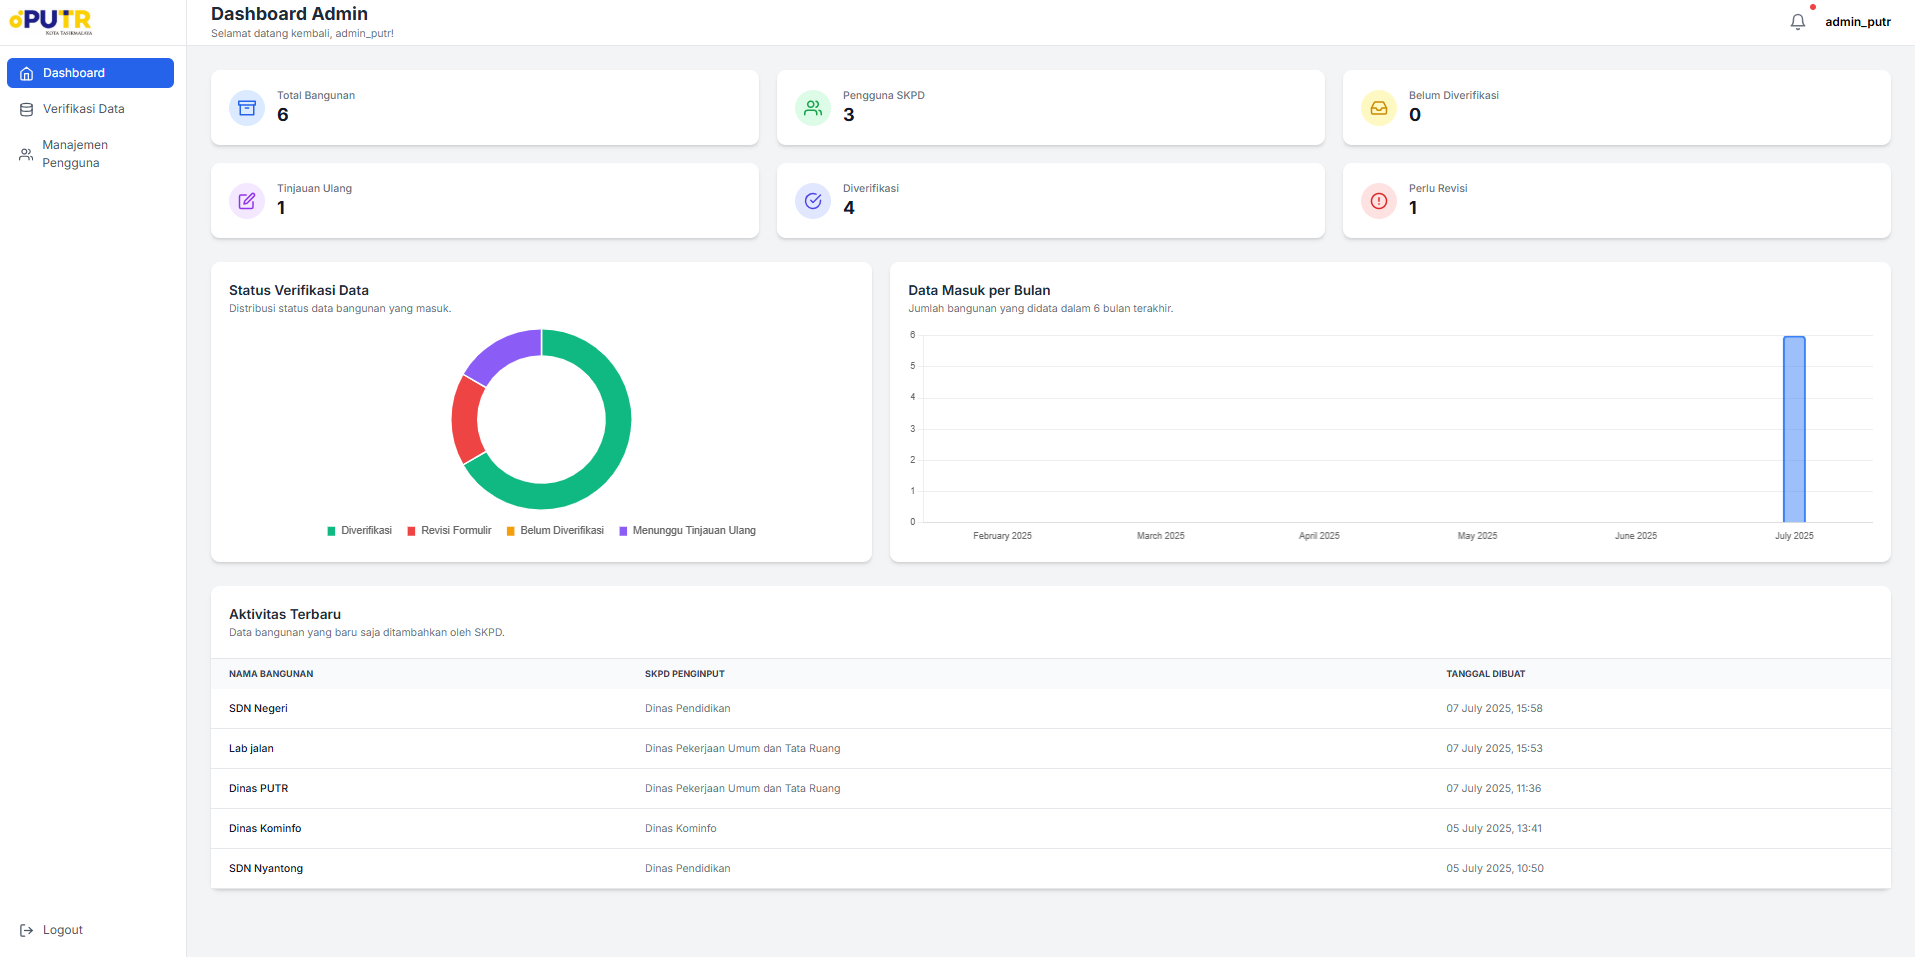 PUTR
KOTA TASIKMALAYA
Dashboard Admin
Selamat datang kembali, admin_putr!
admin_putr
Dashboard
Verifikasi Data
Manajemen
Pengguna
Logout
Total Bangunan
6
Pengguna SKPD
3
Belum Diverifikasi
0
Tinjauan Ulang
1
Diverifikasi
4
Perlu Revisi
1
Status Verifikasi Data
Distribusi status data bangunan yang masuk.
Diverifikasi Revisi Formulir Belum Diverifikasi Menunggu Tinjauan Ulang
Data Masuk per Bulan
Jumlah bangunan yang didata dalam 6 bulan terakhir.
6
5
4
3
2
1
0
February 2025 March 2025 April 2025 May 2025 June 2025 July 2025
Aktivitas Terbaru
Data bangunan yang baru saja ditambahkan oleh SKPD.
NAMA BANGUNAN SKPD PENGINPUT TANGGAL DIBUAT
SDN Negeri Dinas Pendidikan 07 July 2025, 15:58
Lab jalan Dinas Pekerjaan Umum dan Tata Ruang 07 July 2025, 15:53
Dinas PUTR Dinas Pekerjaan Umum dan Tata Ruang 07 July 2025, 11:36
Dinas Kominfo Dinas Kominfo 05 July 2025, 13:41
SDN Nyantong Dinas Pendidikan 05 July 2025, 10:50